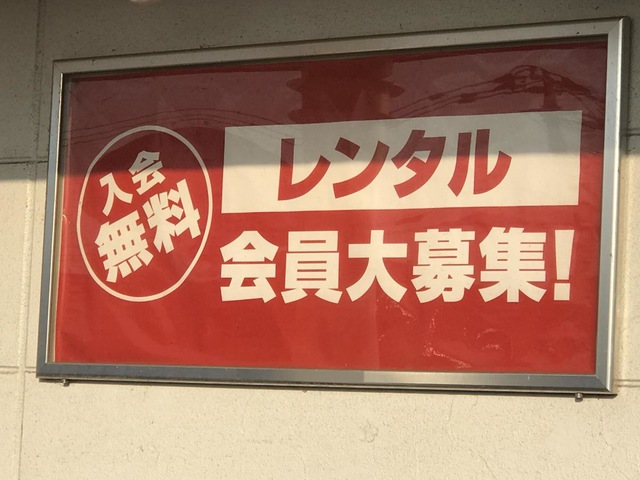 入会
無料
レンタル
会員大募集!